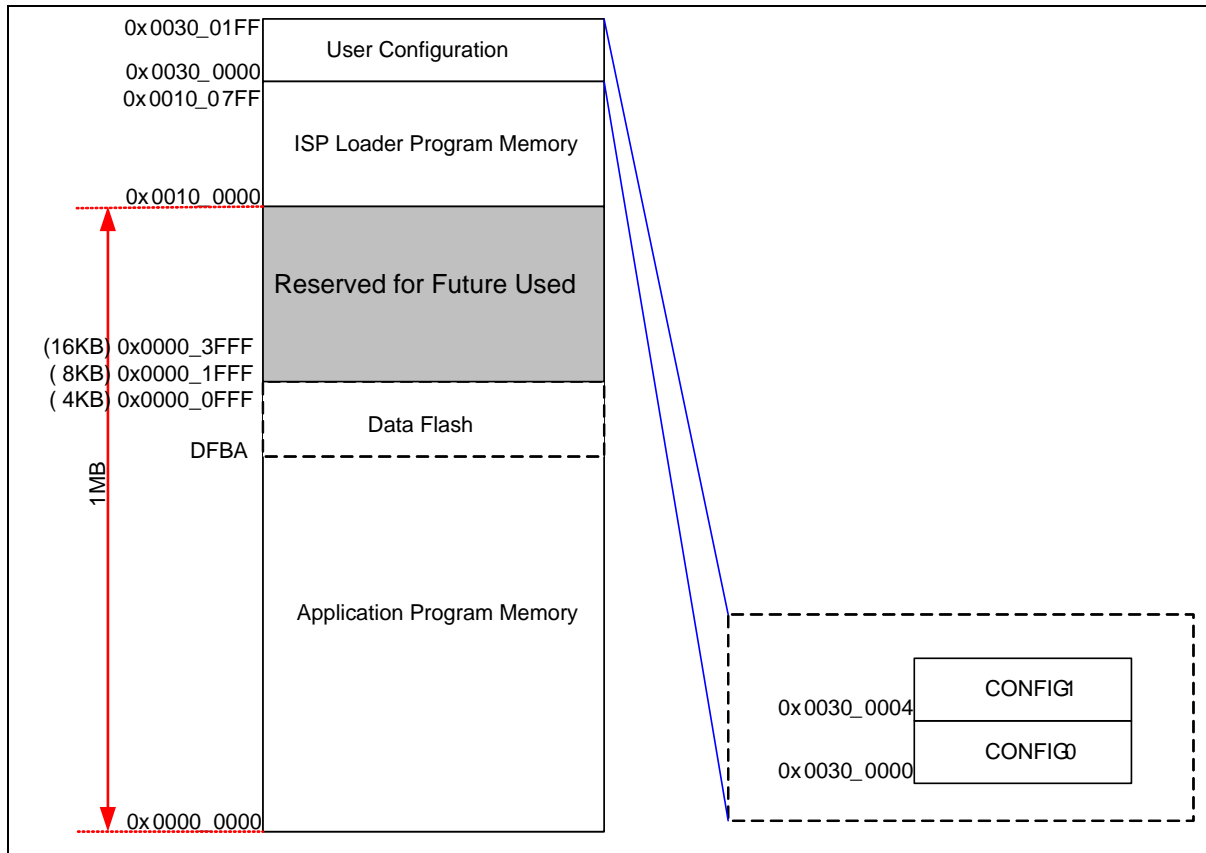 0x0030_01FF
User Configuration
0x0030_0000
0x0010_07FF
ISP Loader Program Memory
0x0010_0000
Reserved for Future Used
(16KB) 0x0000_3FFF
( 8KB) 0x0000_1FFF
( 4KB) 0x0000_0FFF
Data Flash
DFBA
1MB
Application Program Memory
CONFIG1
0x0030_0004
CONFIG0
0x0030_0000
0x0000_0000